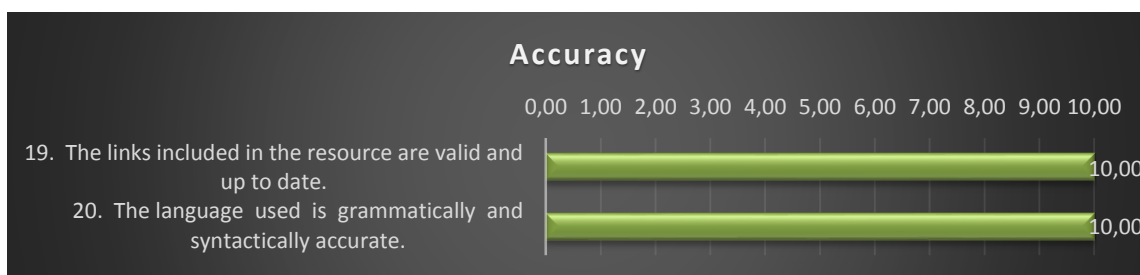 Accuracy
0,00 1,00 2,00 3,00 4,00 5,00 6,00 7,00 8,00 9,00 10,00
19. The links included in the resource are valid and
up to date.
10,00
20. The language used is grammatically and
syntactically accurate.
10,00